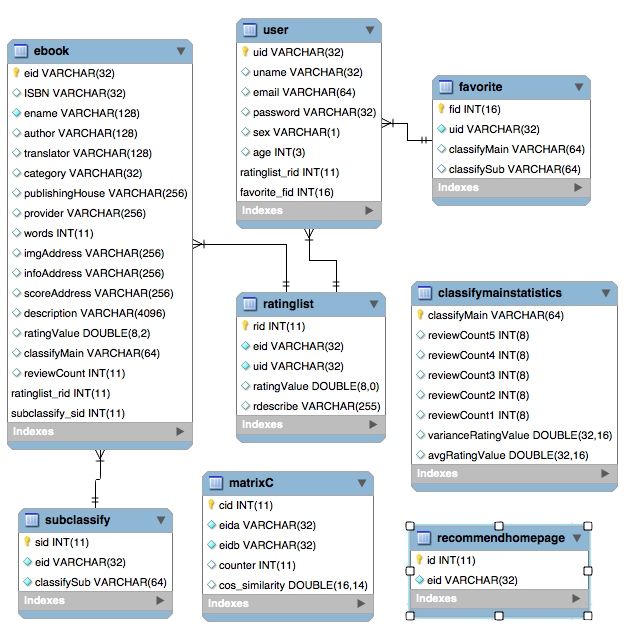 ebook
eid VARCHAR(32)
ISBN VARCHAR(32)
ename VARCHAR(128)
author VARCHAR(128)
translator VARCHAR(128)
category VARCHAR(32)
publishingHouse VARCHAR(256)
provider VARCHAR(256)
words INT(11)
imgAddress VARCHAR(256)
infoAddress VARCHAR(256)
scoreAddress VARCHAR(256)
description VARCHAR(4096)
ratingValue DOUBLE(8,2)
classifyMain VARCHAR(64)
reviewCount INT(11)
ratinglist_rid INT(11)
subclassify_sid INT(11)
Indexes
user
uid VARCHAR(32)
uname VARCHAR(32)
email VARCHAR(64)
password VARCHAR(32)
sex VARCHAR(1)
age INT(3)
ratinglist_rid INT(11)
favorite_fid INT(16)
Indexes
favorite
fid INT(16)
uid VARCHAR(32)
classifyMain VARCHAR(64)
classifySub VARCHAR(64)
Indexes
ratinglist
rid INT(11)
eid VARCHAR(32)
uid VARCHAR(32)
ratingValue DOUBLE(8,0)
rdescribe VARCHAR(255)
Indexes
classifymainstatistics
classifyMain VARCHAR(64)
reviewCount5 INT(8)
reviewCount4 INT(8)
reviewCount3 INT(8)
reviewCount2 INT(8)
reviewCount1 INT(8)
varianceRatingValue DOUBLE(32,16)
avgRatingValue DOUBLE(32,16)
Indexes
subclassify
sid INT(11)
eid VARCHAR(32)
classifySub VARCHAR(64)
Indexes
matrixC
cid INT(11)
eida VARCHAR(32)
eidb VARCHAR(32)
counter INT(11)
cos_similarity DOUBLE(16,14)
Indexes
recommendhomepage
id INT(11)
eid VARCHAR(32)
Indexes